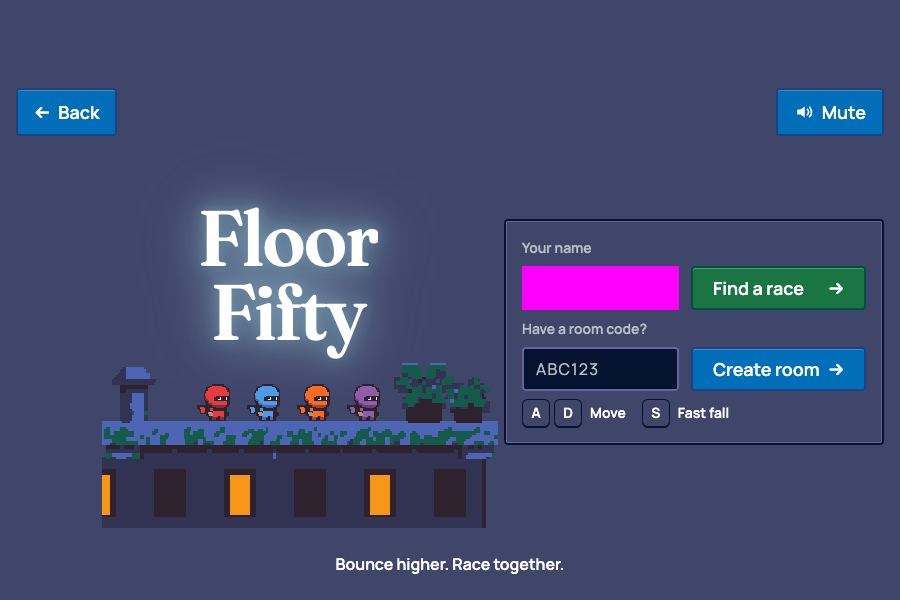 ← Back
Mute
Floor
Fifty
Your name
Find a race →
Have a room code?
ABC123
Create room →
A D Move S Fast fall
Bounce higher. Race together.